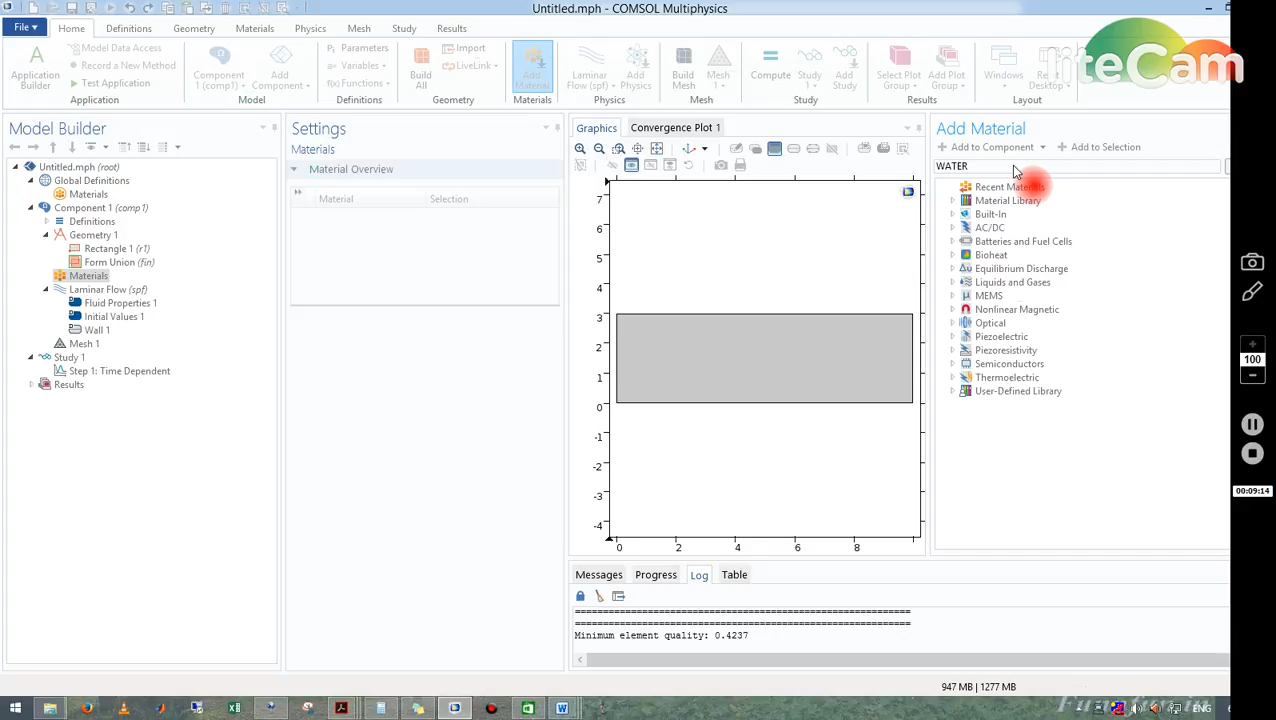 Untitled.mph - COMSOL Multiphysics
File
Home
Definitions
Geometry
Materials
Physics
Mesh
Study
Results
Application Builder
Model Data Access
Record a New Method
Test Application
Application
Component 1 (comp1)
Add Component
Model
Parameters
Variables
Functions
Definitions
Build All
Import
LiveLink
Geometry
Add Material
Materials
Laminar Flow (spf)
Add Physics
Physics
Build Mesh
Mesh 1
Mesh
Compute
Study 1
Add Study
Study
Select Plot Group
Add Plot Group
Results
Windows
Desktop
Layout
iteCam
Model Builder
Untitled.mph (root)
Global Definitions
Materials
Component 1 (comp1)
Definitions
Geometry 1
Rectangle 1 (r1)
Form Union (fin)
Materials
Laminar Flow (spf)
Fluid Properties 1
Initial Values 1
Wall 1
Mesh 1
Study 1
Step 1: Time Dependent
Results
Settings
Materials
Material Overview
Material
Selection
Graphics
Convergence Plot 1
7
6
5
4
3
2
1
0
-1
-2
-3
-4
0
2
4
6
8
Add Material
Add to Component
Add to Selection
WATER
Recent Materials
Material Library
Built-In
AC/DC
Batteries and Fuel Cells
Bioheat
Equilibrium Discharge
Liquids and Gases
MEMS
Nonlinear Magnetic
Optical
Piezoelectric
Piezoresistivity
Semiconductors
Thermoelectric
User-Defined Library
Messages
Progress
Log
Table
Minimum element quality: 0.4237
947 MB | 1277 MB
100
00:09:14
ENG